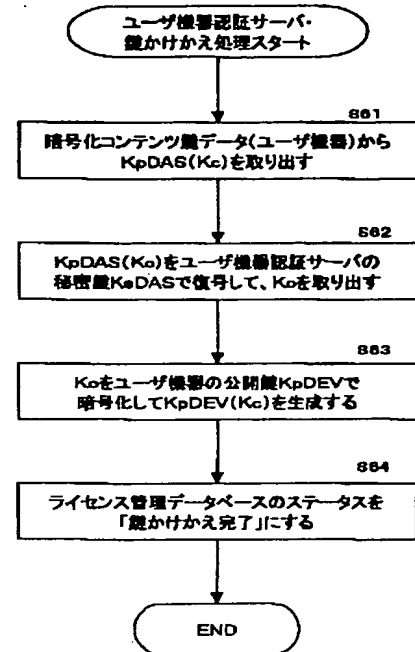 ユーザ機器認証サーバ・
鍵かけかえ処理スタート
S61
暗号化コンテンツ鍵データ(ユーザ機器)から
KpDAS(Kc)を取り出す
S62
KpDAS(Kc)をユーザ機器認証サーバの
秘密鍵KsDASで復号して、Kcを取出す
S63
Kcをユーザ機器の公開鍵KpDEVで
暗号化してKpDEV(Kc)を生成する
S64
ライセンス管理データベースのステータスを
「鍵かけかえ完了」にする
END